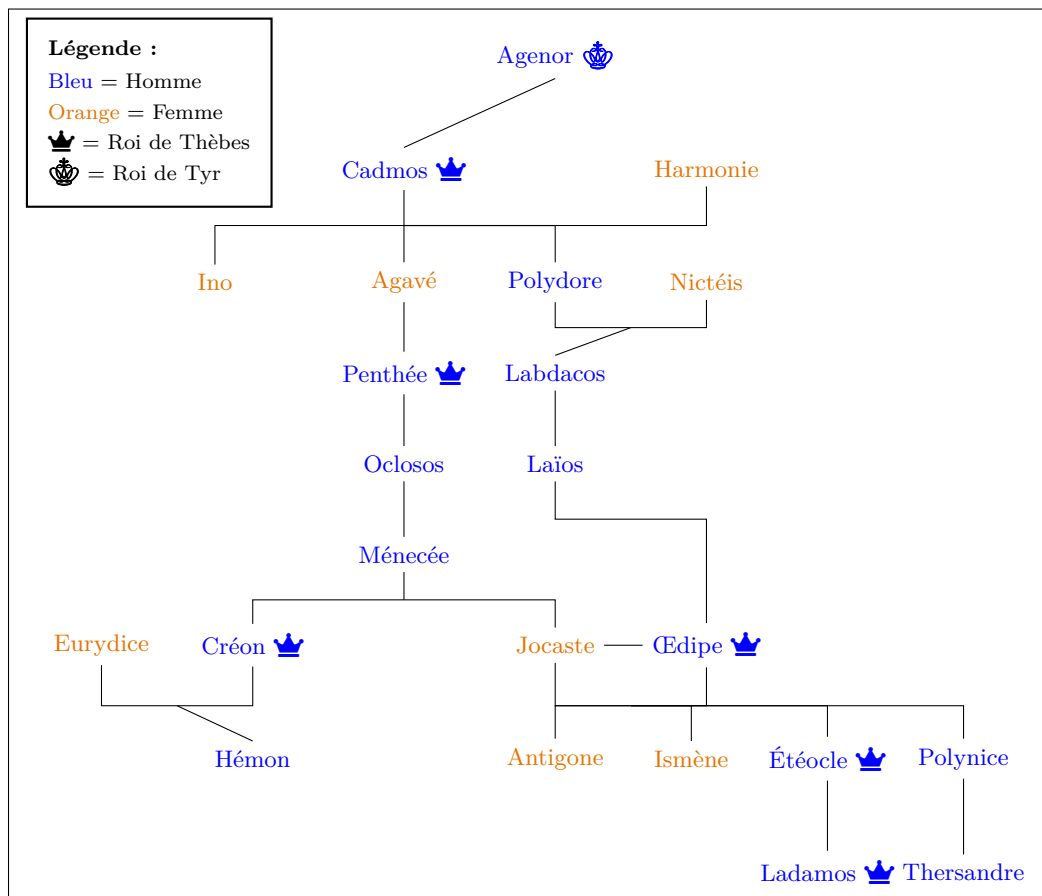 Légende :
Bleu = Homme
Orange = Femme
= Roi de Thèbes
= Roi de Tyr
Agenor
Cadmos Harmonie
Ino Agavé Polydore Nictéis
Penthée Labdacos
Oclosos Laïos
Ménecée
Eurydice Créon Jocaste Œdipe
Hémon Antigone Ismène Étéocle Polynice
Ladamos Thersandre